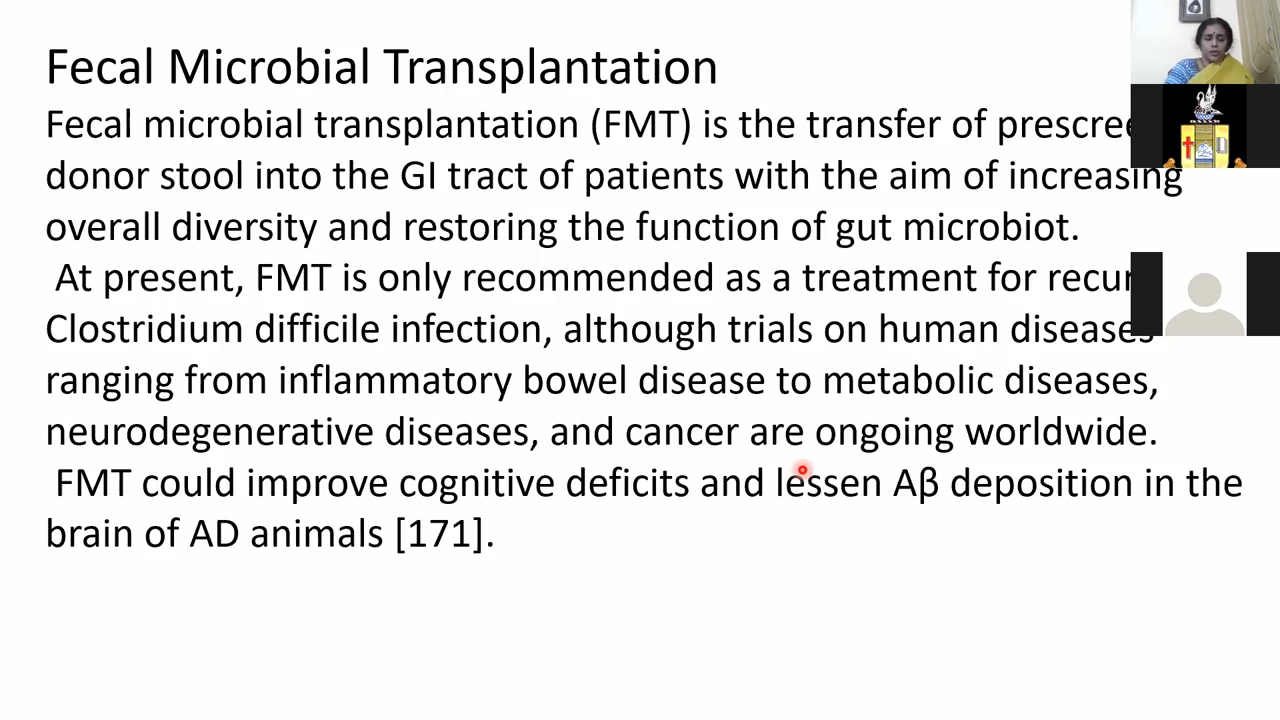 Fecal Microbial Transplantation
Fecal microbial transplantation (FMT) is the transfer of
donor stool into the GI tract of patients with the aim of increasing
overall diversity and restoring the function of gut microbiot.
At present, FMT is only recommended as a treatment for
Clostridium difficile infection, although trials on human diseases
ranging from inflammatory bowel disease to metabolic diseases,
neurodegenerative diseases, and cancer are ongoing worldwide.
FMT could improve cognitive deficits and lessen Aβ deposition in the
brain of AD animals [171].